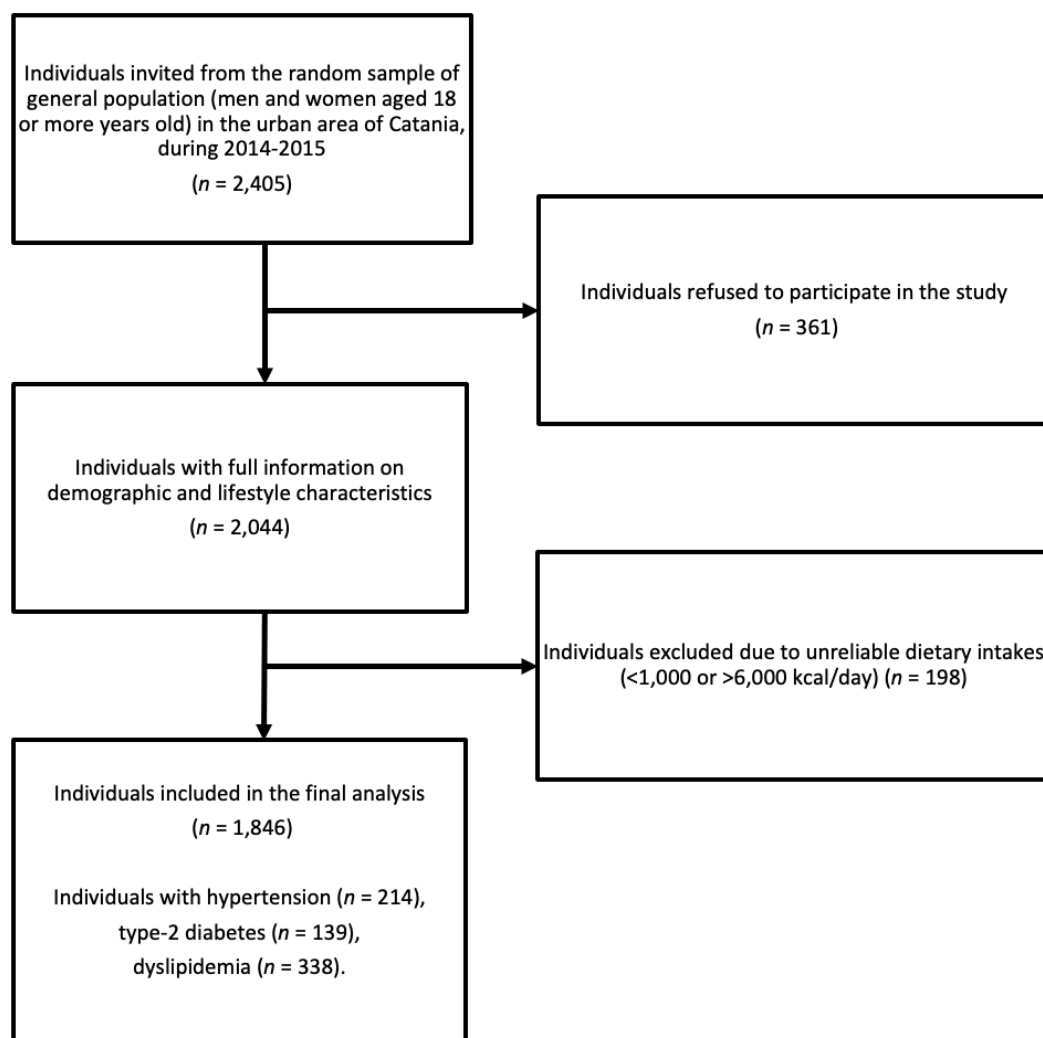 Individuals invited from the random sample of
general population (men and women aged 18
or more years old) in the urban area of Catania,
during 2014-2015
(n = 2,405)
Individuals refused to participate in the study
(n = 361)
Individuals with full information on
demographic and lifestyle characteristics
(n = 2,044)
Individuals excluded due to unreliable dietary intakes
(<1,000 or >6,000 kcal/day) (n = 198)
Individuals included in the final analysis
(n = 1,846)
Individuals with hypertension (n = 214),
type-2 diabetes (n = 139),
dyslipidemia (n = 338).